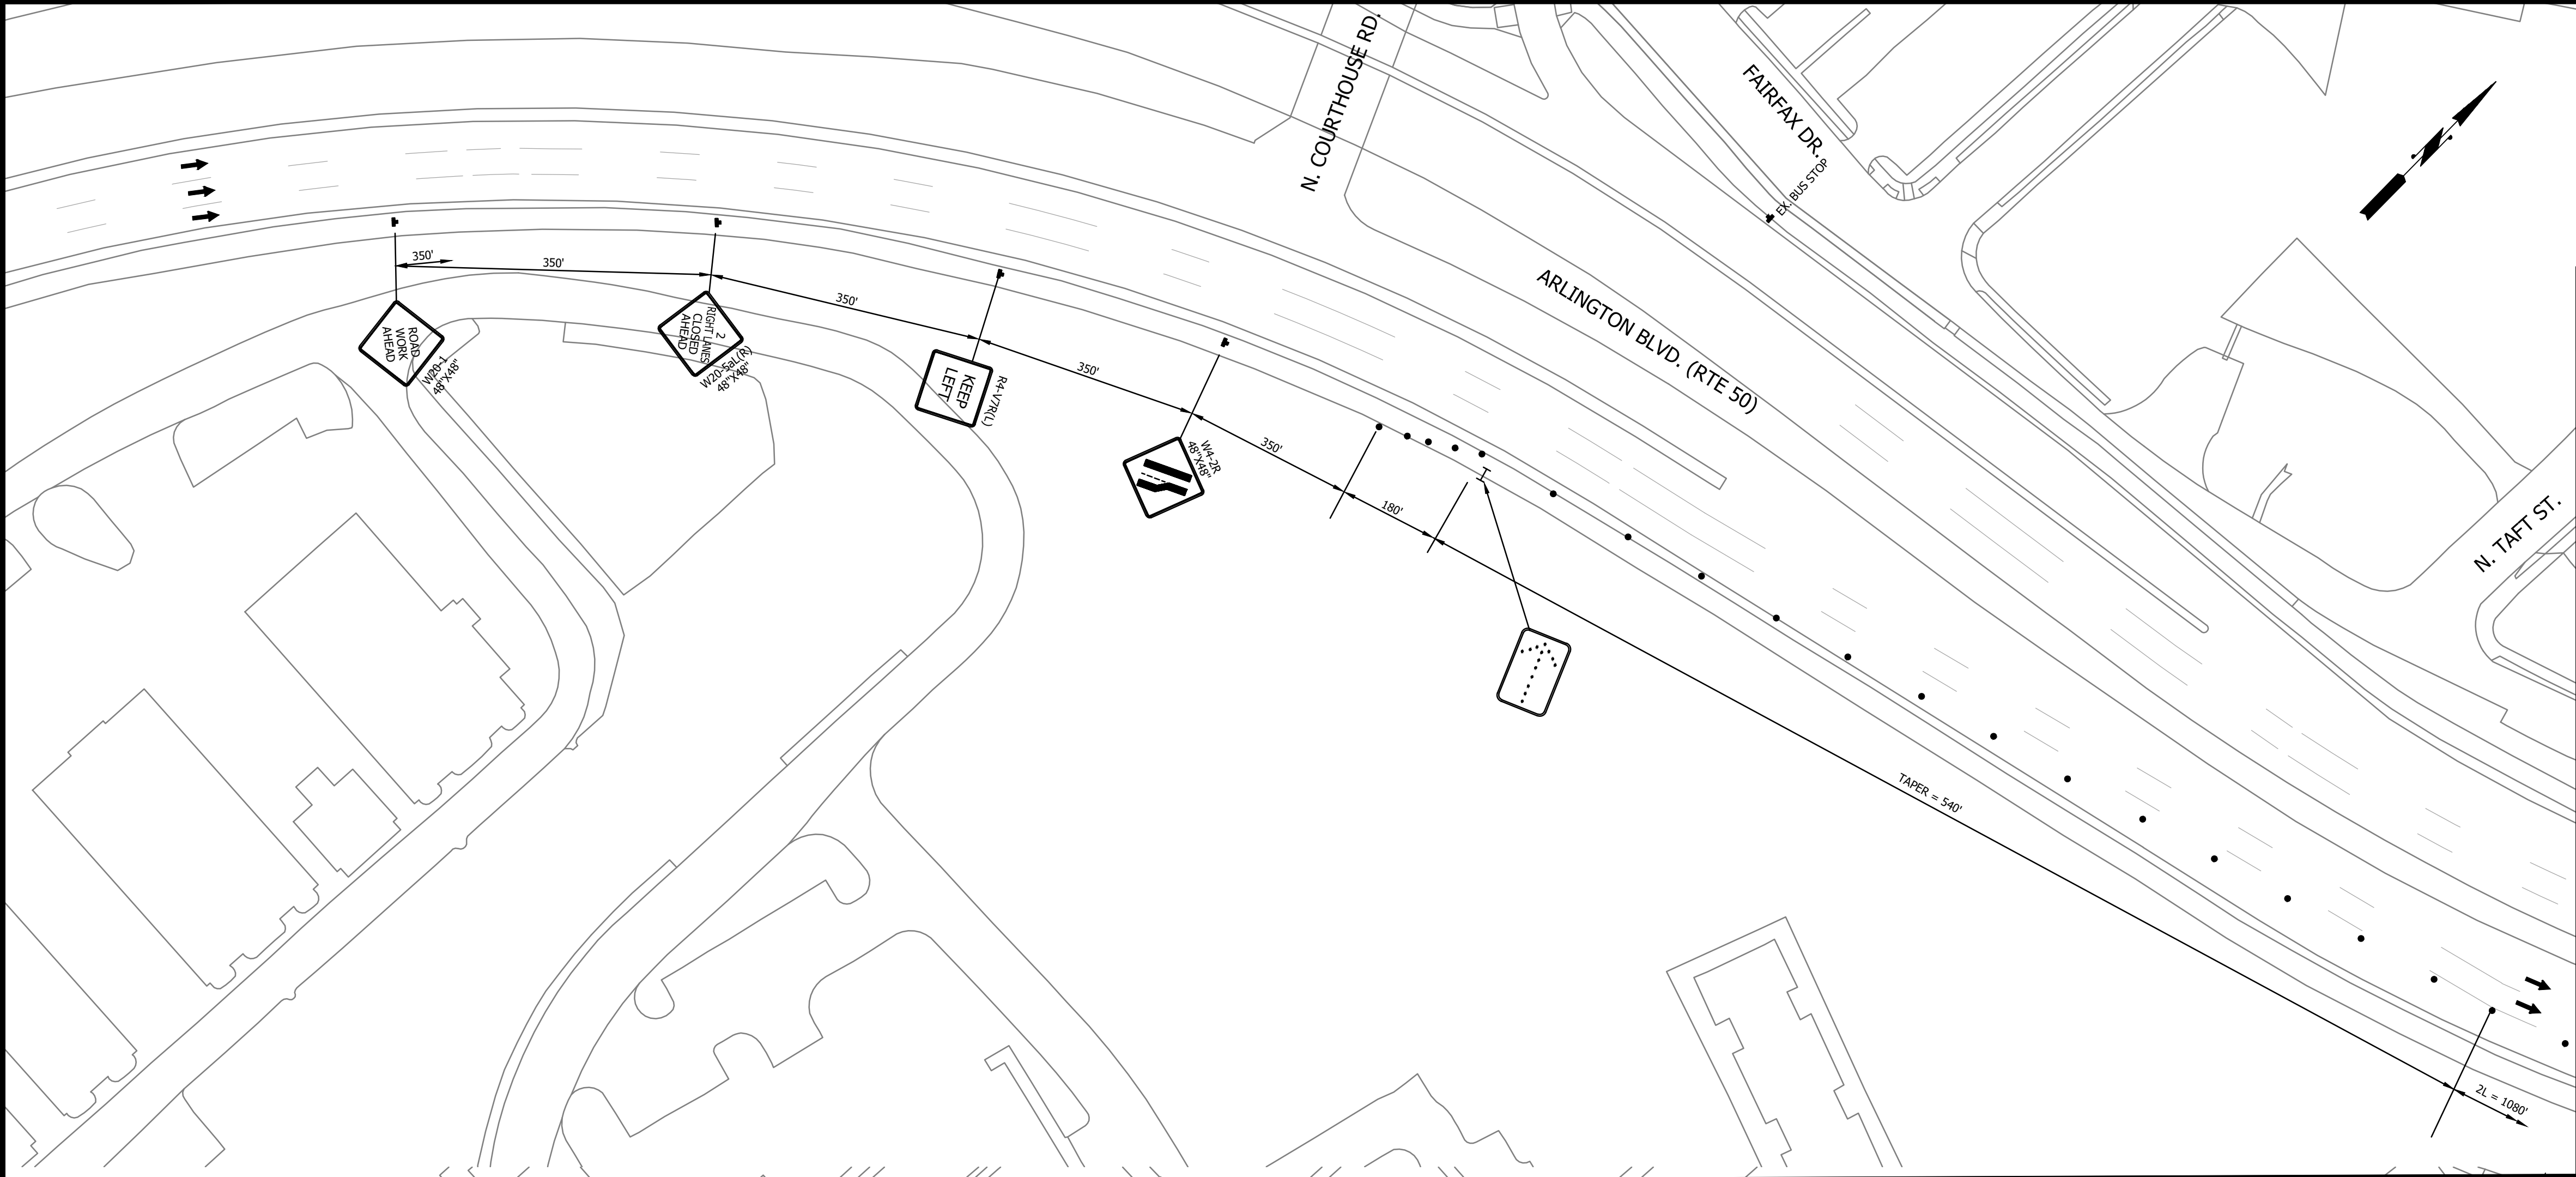 N. COURTHOUSE RD.
FAIRFAX DR.
EX. BUS STOP
ARLINGTON BLVD. (RTE 50)
N. TAFT ST.
350'
350'
350'
350'
350'
180'
TAPER = 540'
2L = 1080'
ROAD
WORK
AHEAD
W20-1
48"X48"
2
RIGHT LANES
CLOSED
AHEAD
W20-5aL(R)
48"X48"
KEEP
LEFT
R4-V7R(L)
W4-2R
48"X48"